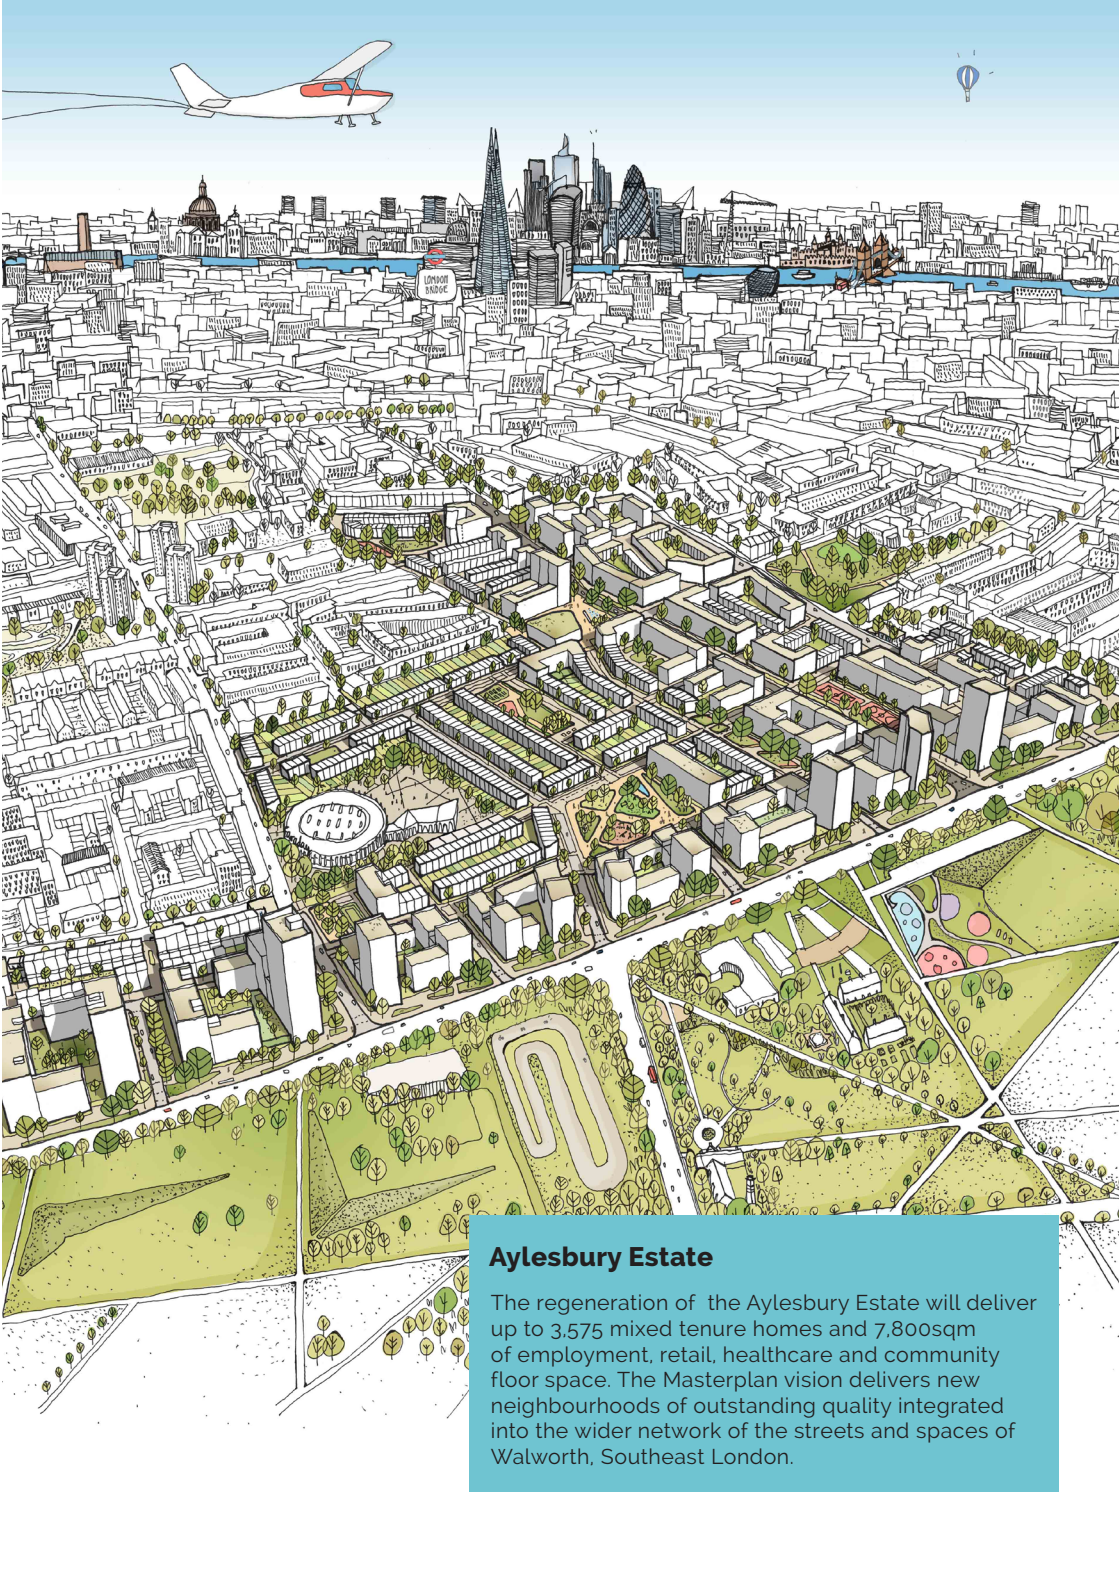 LONDON
BRIDGE
Aylesbury Estate
The regeneration of  the Aylesbury Estate will deliver
up to 3,575 mixed tenure homes and 7,800sqm
of employment, retail, healthcare and community
floor space. The Masterplan vision delivers new
neighbourhoods of outstanding quality integrated
into the wider network of the streets and spaces of
Walworth, Southeast London.